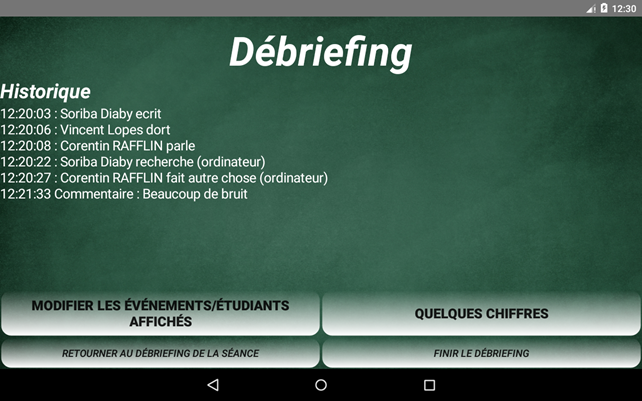 12:30
Débriefing
Historique
12:20:03 : Soriba Diaby ecrit
12:20:06 : Vincent Lopes dort
12:20:08 : Corentin RAFFLIN parle
12:20:22 : Soriba Diaby recherche (ordinateur)
12:20:27 : Corentin RAFFLIN fait autre chose (ordinateur)
12:21:33 Commentaire : Beaucoup de bruit
MODIFIER LES ÉVÉNEMENTS/ÉTUDIANTS
AFFICHÉS
QUELQUES CHIFFRES
RETOURNER AU DÉBRIEFING DE LA SÉANCE
FINIR LE DÉBRIEFING